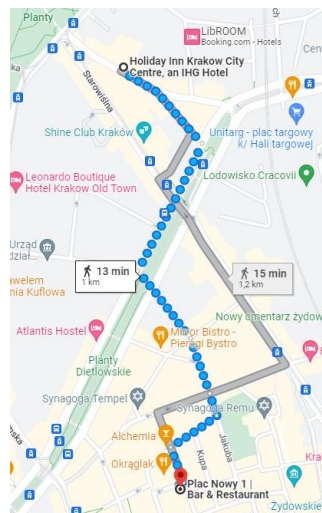 Planty
LibROOM
Booking.com - Hotels
Holiday Inn Krakow City
Centre, an IHG Hotel
Cen
Starowiślna
Shine Club Kraków
Unitarg - plac targowy
k/ Hali targowej
Leonardo Boutique
Hotel Krakow Old Town
Lodowisko Cracovii
Urząd
dział...
13 min
1 km
15 min
1,2 km
awelem
nia Kuflowa
Nowy cmentarz żydow
Atlantis Hostel
Mirror Bistro -
Pierogi Bystro
Planty
Dietlowskie
Synagoga Tempel
Synagoga Remu
Alchemia
Jakuba
Kupa
Okrąglak
Plac Nowy 1 |
Bar & Restaurant
Żydowskie